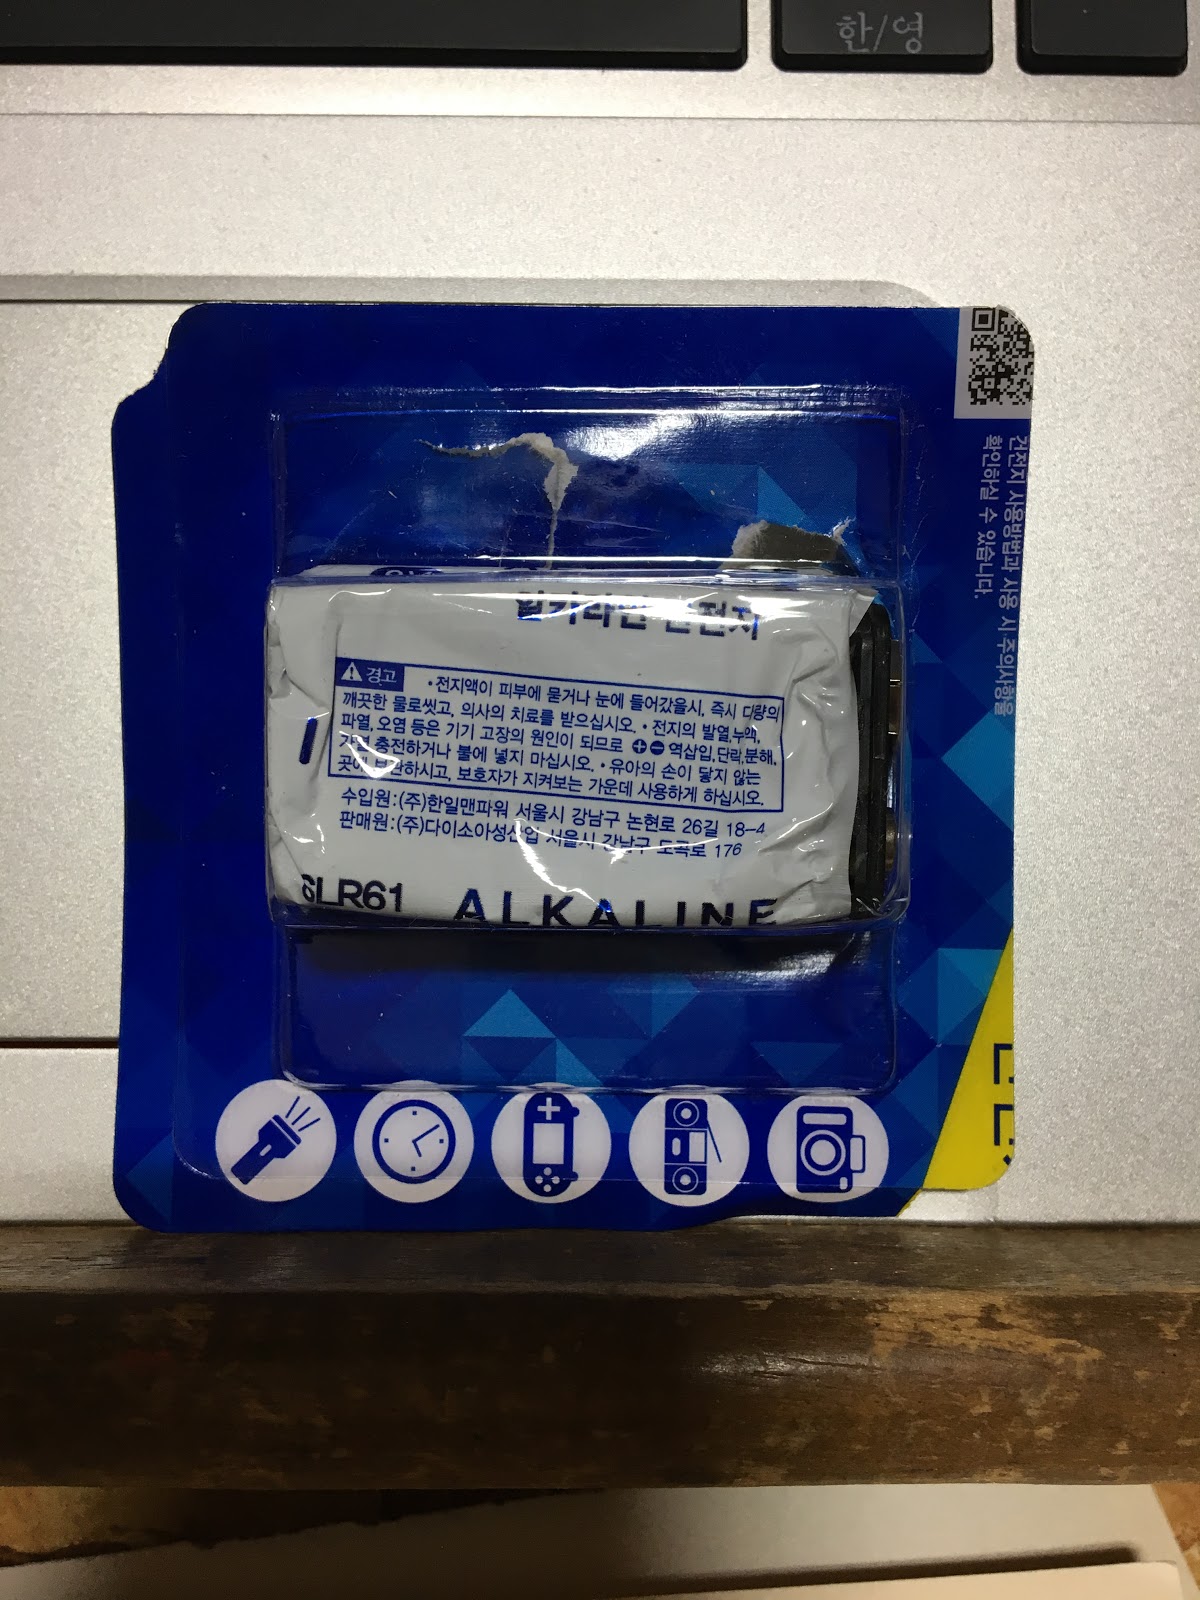 한/영
건전지 사용방법과 사용 시 주의사항을
확인하실 수 있습니다.
알카라인 건전지
경고 •전지액이 피부에 묻거나 눈에 들어갔을시, 즉시 다량의
깨끗한 물로씻고, 의사의 치료를 받으십시오. •전지의 발열,누액,
파열,오염 등은 기기 고장의 원인이 되므로 ⊕⊖ 역삽입,단락,분해,
가열 충전하거나 불에 넣지 마십시오. •유아의 손이 닿지 않는
곳에 보관하시고, 보호자가 지켜보는 가운데 사용하게 하십시오.
수입원:(주)한일맨파워 서울시 강남구 논현로 26길 18-4
판매원:(주)다이소아성산업 서울시 강남구 도곡로 176
6LR61 ALKALINE